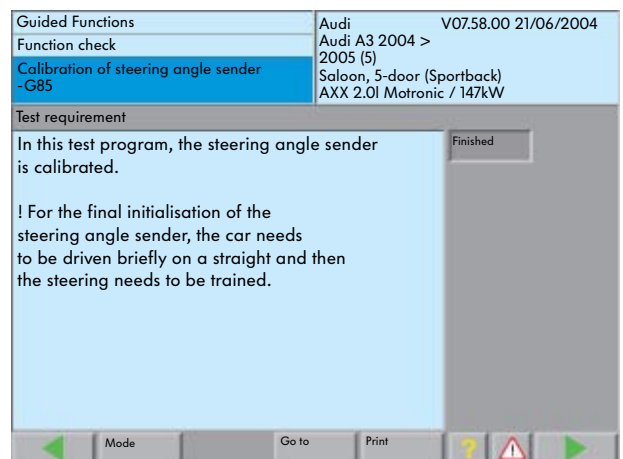 Guided Functions
Function check
Calibration of steering angle sender
-G85
Audi V07.58.00 21/06/2004
Audi A3 2004 >
2005 (5)
Saloon, 5-door (Sportback)
AXX 2.0l Motronic / 147kW
Test requirement
In this test program, the steering angle sender
is calibrated.
! For the final initialisation of the
steering angle sender, the car needs
to be driven briefly on a straight and then
the steering needs to be trained.
Finished
Mode
Go to
Print
?
!